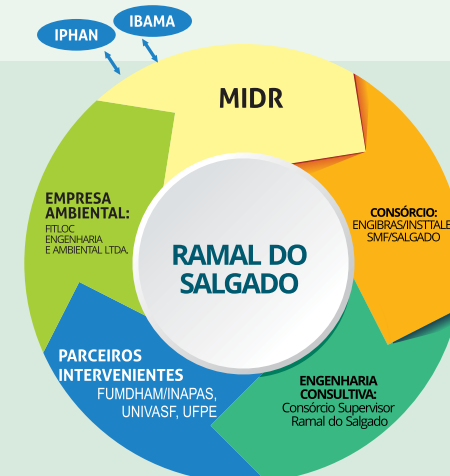 IPHAN
IBAMA
MIDR
EMPRESA
AMBIENTAL:
FITLOC
ENGENHARIA
E AMBIENTAL LTDA.
CONSÓRCIO:
ENGIBRAS/INSTTALE
SMF/SALGADO
RAMAL DO
SALGADO
PARCEIROS
INTERVENIENTES
FUMDHAM/INAPAS,
UNIVASF, UFPE
ENGENHARIA
CONSULTIVA:
Consórcio Supervisor
Ramal do Salgado